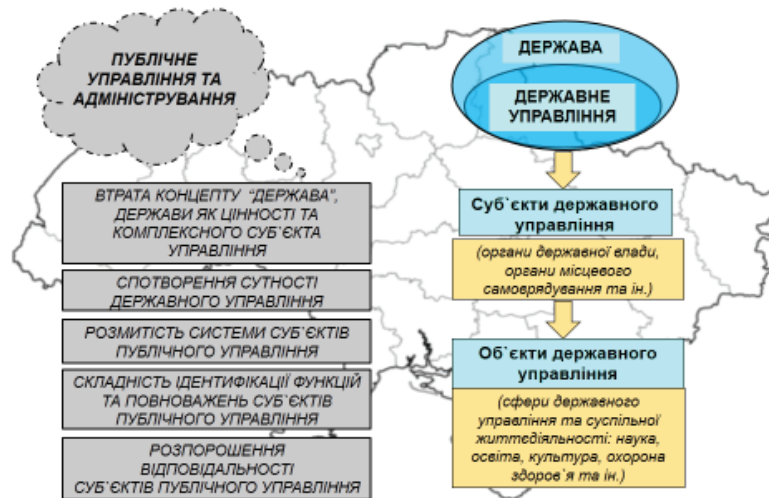 ПУБЛІЧНЕ
УПРАВЛІННЯ ТА
АДМІНІСТРУВАННЯ
ВТРАТА КОНЦЕПТУ “ДЕРЖАВА”,
ДЕРЖАВИ ЯК ЦІННОСТІ ТА
КОМПЛЕКСНОГО СУБ`ЄКТА
УПРАВЛІННЯ
СПОТВОРЕННЯ СУТНОСТІ
ДЕРЖАВНОГО УПРАВЛІННЯ
РОЗМИТІСТЬ СИСТЕМИ СУБ`ЄКТІВ
ПУБЛІЧНОГО УПРАВЛІННЯ
СКЛАДНІСТЬ ІДЕНТИФІКАЦІЇ ФУНКЦІЙ
ТА ПОВНОВАЖЕНЬ СУБ`ЄКТІВ
ПУБЛІЧНОГО УПРАВЛІННЯ
РОЗПОРОШЕННЯ
ВІДПОВІДАЛЬНОСТІ
СУБ`ЄКТІВ ПУБЛІЧНОГО УПРАВЛІННЯ
ДЕРЖАВА
ДЕРЖАВНЕ
УПРАВЛІННЯ
Суб`єкти державного
управління
(органи державної влади,
органи місцевого
самоврядування та ін.)
Об`єкти державного
управління
(сфери державного
управління та суспільної
життєдіяльності: наука,
освіта, культура, охорона
здоров`я та ін.)